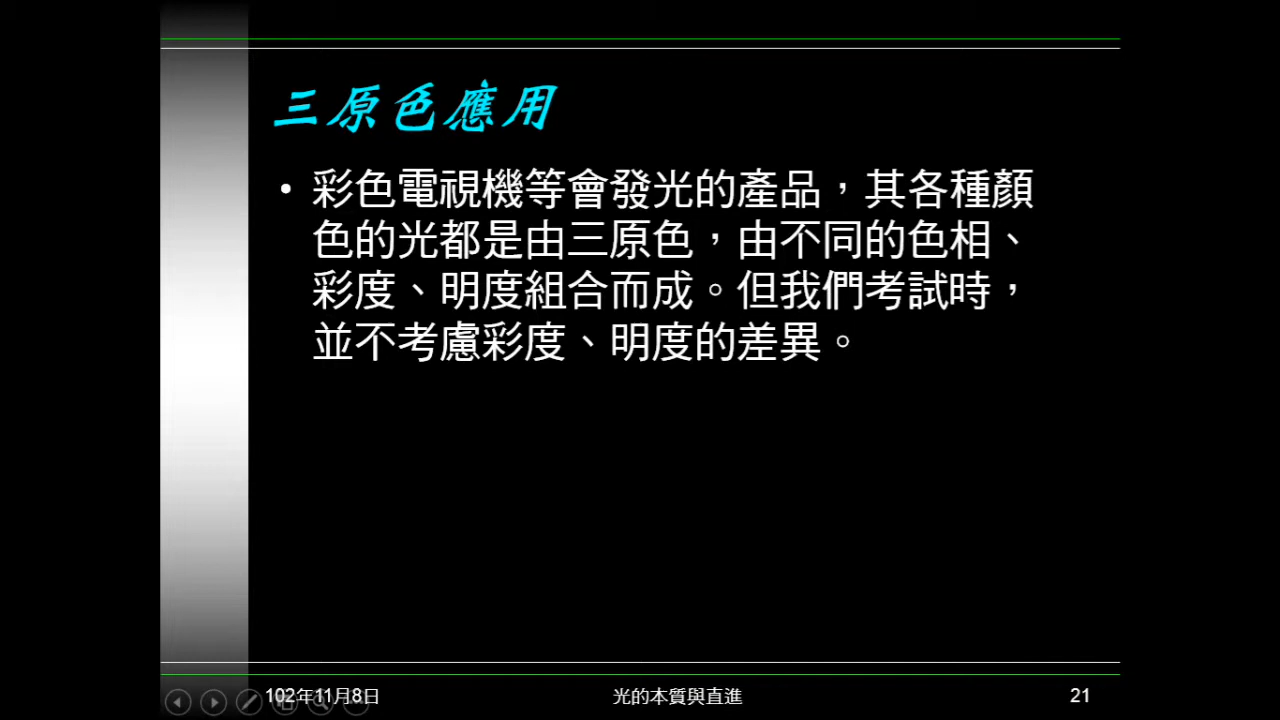 三原色應用
• 彩色電視機等會發光的產品，其各種顏
色的光都是由三原色，由不同的色相、
彩度、明度組合而成。但我們考試時，
並不考慮彩度、明度的差異。
102年11月8日
光的本質與直進
21